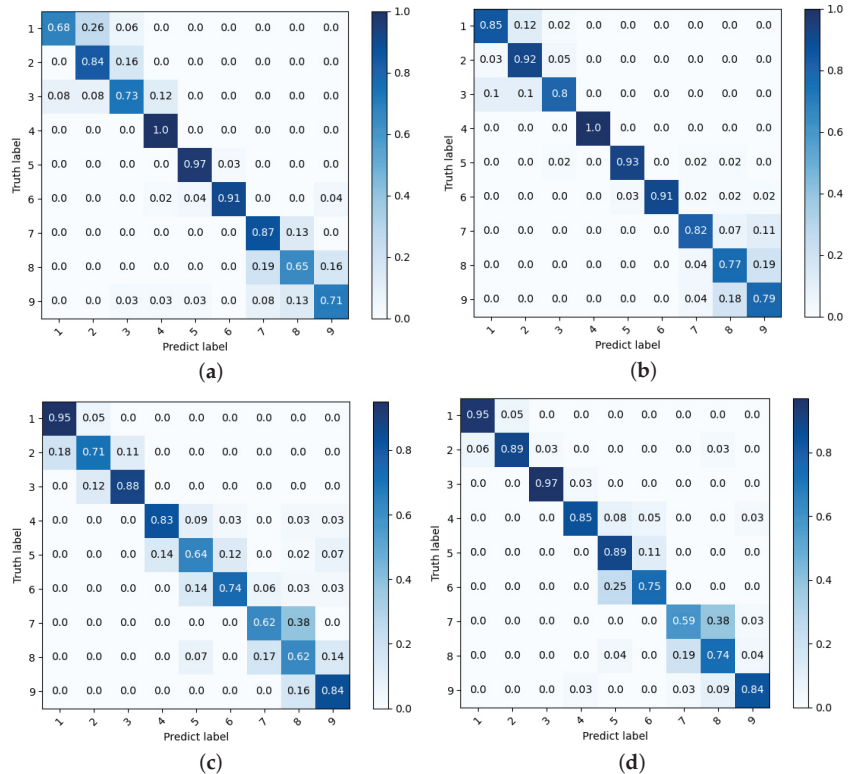 1 0.68 0.26 0.06 0.0 0.0 0.0 0.0 0.0 0.0 1.0
2 0.0 0.84 0.16 0.0 0.0 0.0 0.0 0.0 0.0 0.8
3 0.08 0.08 0.73 0.12 0.0 0.0 0.0 0.0 0.0
4 0.0 0.0 0.0 1.0 0.0 0.0 0.0 0.0 0.0 0.6
Truth label
5 0.0 0.0 0.0 0.0 0.97 0.03 0.0 0.0 0.0
6 0.0 0.0 0.0 0.02 0.04 0.91 0.0 0.0 0.04 0.4
7 0.0 0.0 0.0 0.0 0.0 0.0 0.87 0.13 0.0
8 0.0 0.0 0.0 0.0 0.0 0.0 0.19 0.65 0.16 0.2
9 0.0 0.0 0.03 0.03 0.03 0.0 0.08 0.13 0.71 0.0
1 2 3 4 5 6 7 8 9
Predict label
(a)
1 0.85 0.12 0.02 0.0 0.0 0.0 0.0 0.0 0.0 1.0
2 0.03 0.92 0.05 0.0 0.0 0.0 0.0 0.0 0.0 0.8
3 0.1 0.1 0.8 0.0 0.0 0.0 0.0 0.0 0.0
4 0.0 0.0 0.0 1.0 0.0 0.0 0.0 0.0 0.0 0.6
Truth label
5 0.0 0.0 0.02 0.0 0.93 0.0 0.02 0.02 0.0
6 0.0 0.0 0.0 0.0 0.03 0.91 0.02 0.02 0.02 0.4
7 0.0 0.0 0.0 0.0 0.0 0.0 0.82 0.07 0.11
8 0.0 0.0 0.0 0.0 0.0 0.0 0.04 0.77 0.19 0.2
9 0.0 0.0 0.0 0.0 0.0 0.0 0.04 0.18 0.79 0.0
1 2 3 4 5 6 7 8 9
Predict label
(b)
1 0.95 0.05 0.0 0.0 0.0 0.0 0.0 0.0 0.0
2 0.18 0.71 0.11 0.0 0.0 0.0 0.0 0.0 0.0 0.8
3 0.0 0.12 0.88 0.0 0.0 0.0 0.0 0.0 0.0
4 0.0 0.0 0.0 0.83 0.09 0.03 0.0 0.03 0.03 0.6
Truth label
5 0.0 0.0 0.0 0.14 0.64 0.12 0.0 0.02 0.07
6 0.0 0.0 0.0 0.0 0.14 0.74 0.06 0.03 0.03 0.4
7 0.0 0.0 0.0 0.0 0.0 0.0 0.62 0.38 0.0
8 0.0 0.0 0.0 0.0 0.07 0.0 0.17 0.62 0.14 0.2
9 0.0 0.0 0.0 0.0 0.0 0.0 0.0 0.16 0.84 0.0
1 2 3 4 5 6 7 8 9
Predict label
(c)
1 0.95 0.05 0.0 0.0 0.0 0.0 0.0 0.0 0.0
2 0.06 0.89 0.03 0.0 0.0 0.0 0.0 0.03 0.0 0.8
3 0.0 0.0 0.97 0.03 0.0 0.0 0.0 0.0 0.0
4 0.0 0.0 0.0 0.85 0.08 0.05 0.0 0.0 0.03 0.6
Truth label
5 0.0 0.0 0.0 0.0 0.89 0.11 0.0 0.0 0.0
6 0.0 0.0 0.0 0.0 0.25 0.75 0.0 0.0 0.0 0.4
7 0.0 0.0 0.0 0.0 0.0 0.0 0.59 0.38 0.03
8 0.0 0.0 0.0 0.0 0.04 0.0 0.19 0.74 0.04 0.2
9 0.0 0.0 0.0 0.03 0.0 0.0 0.03 0.09 0.84 0.0
1 2 3 4 5 6 7 8 9
Predict label
(d)